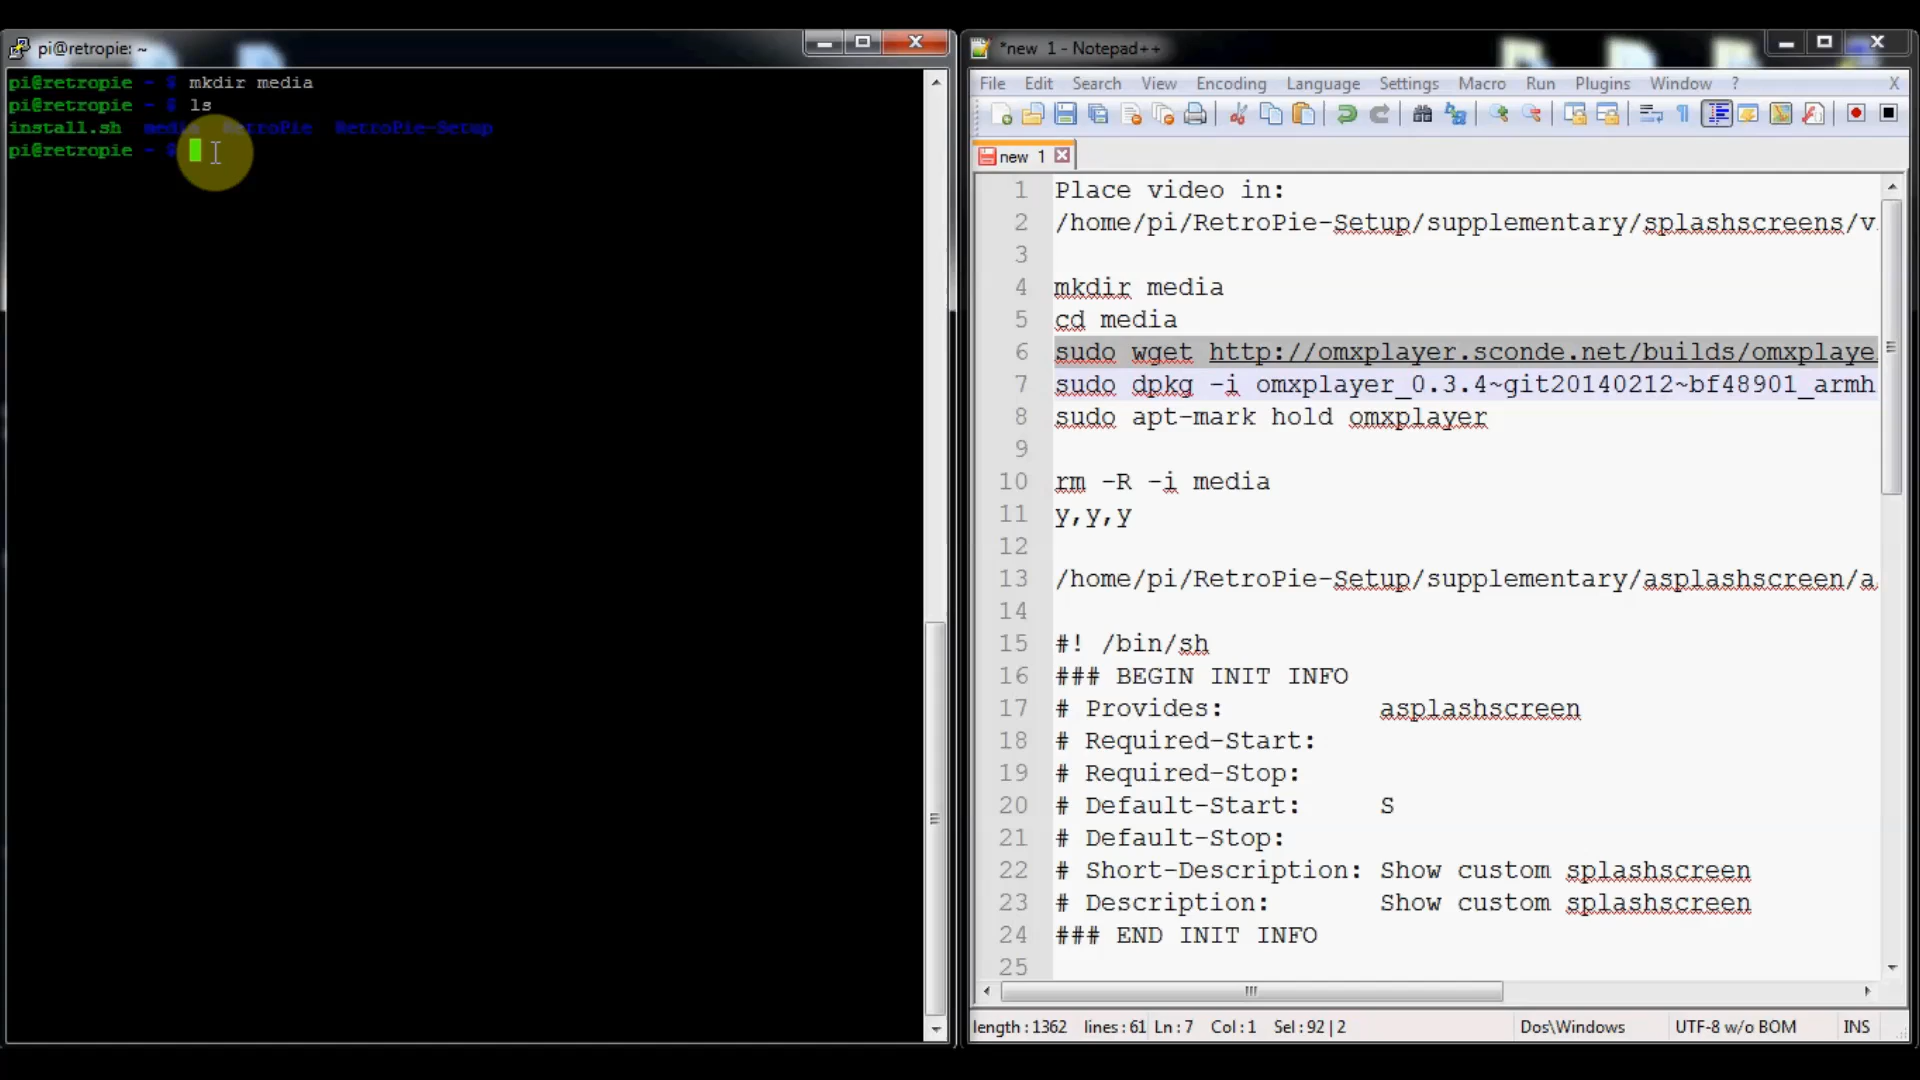 pi@retropie: ~
pi@retropie ~ $ mkdir media
pi@retropie ~ $ ls
install.sh media RetroPie RetroPie-Setup
pi@retropie ~ $
*new 1 - Notepad++
File Edit Search View Encoding Language Settings Macro Run Plugins Window ? X
new 1
1 Place video in:
2 /home/pi/RetroPie-Setup/supplementary/splashscreens/v
3
4 mkdir media
5 cd media
6 sudo wget http://omxplayer.sconde.net/builds/omxplaye
7 sudo dpkg -i omxplayer_0.3.4~git20140212~bf48901_armh
8 sudo apt-mark hold omxplayer
9
10 rm -R -i media
11 y,y,y
12
13 /home/pi/RetroPie-Setup/supplementary/asplashscreen/a
14
15 #! /bin/sh
16 ### BEGIN INIT INFO
17 # Provides: asplashscreen
18 # Required-Start:
19 # Required-Stop:
20 # Default-Start: S
21 # Default-Stop:
22 # Short-Description: Show custom splashscreen
23 # Description: Show custom splashscreen
24 ### END INIT INFO
25
length : 1362 lines : 61 Ln : 7 Col : 1 Sel : 92 | 2 Dos\Windows UTF-8 w/o BOM INS